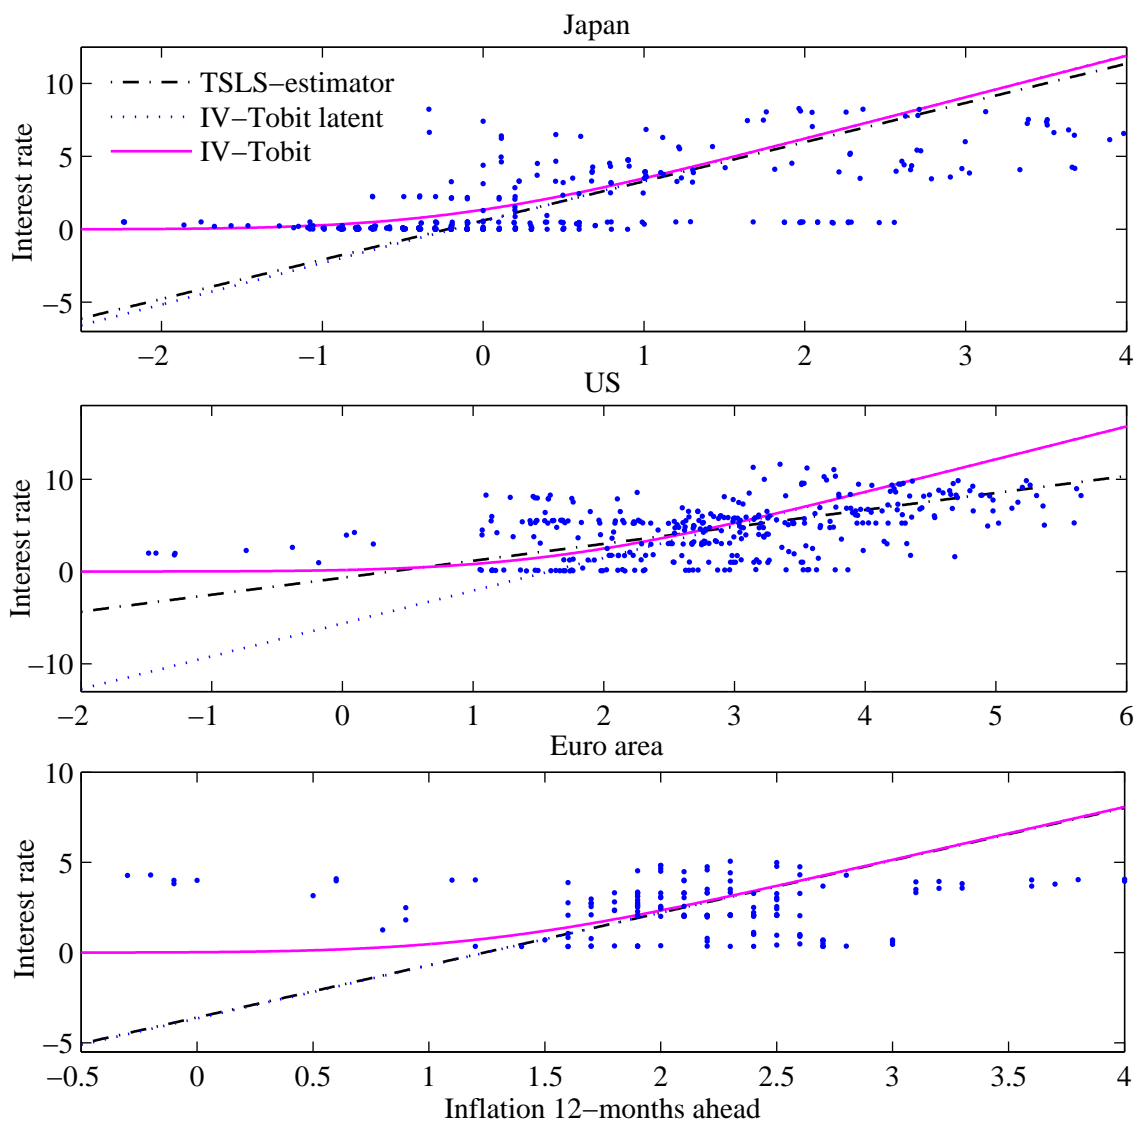 Japan
10
5
0
−5
Interest rate
TSLS−estimator
IV−Tobit latent
IV−Tobit
−2 −1 0 1 2 3 4
US
10
0
−10
Interest rate
−2 −1 0 1 2 3 4 5 6
Euro area
10
5
0
−5
Interest rate
−0.5 0 0.5 1 1.5 2 2.5 3 3.5 4
Inflation 12−months ahead